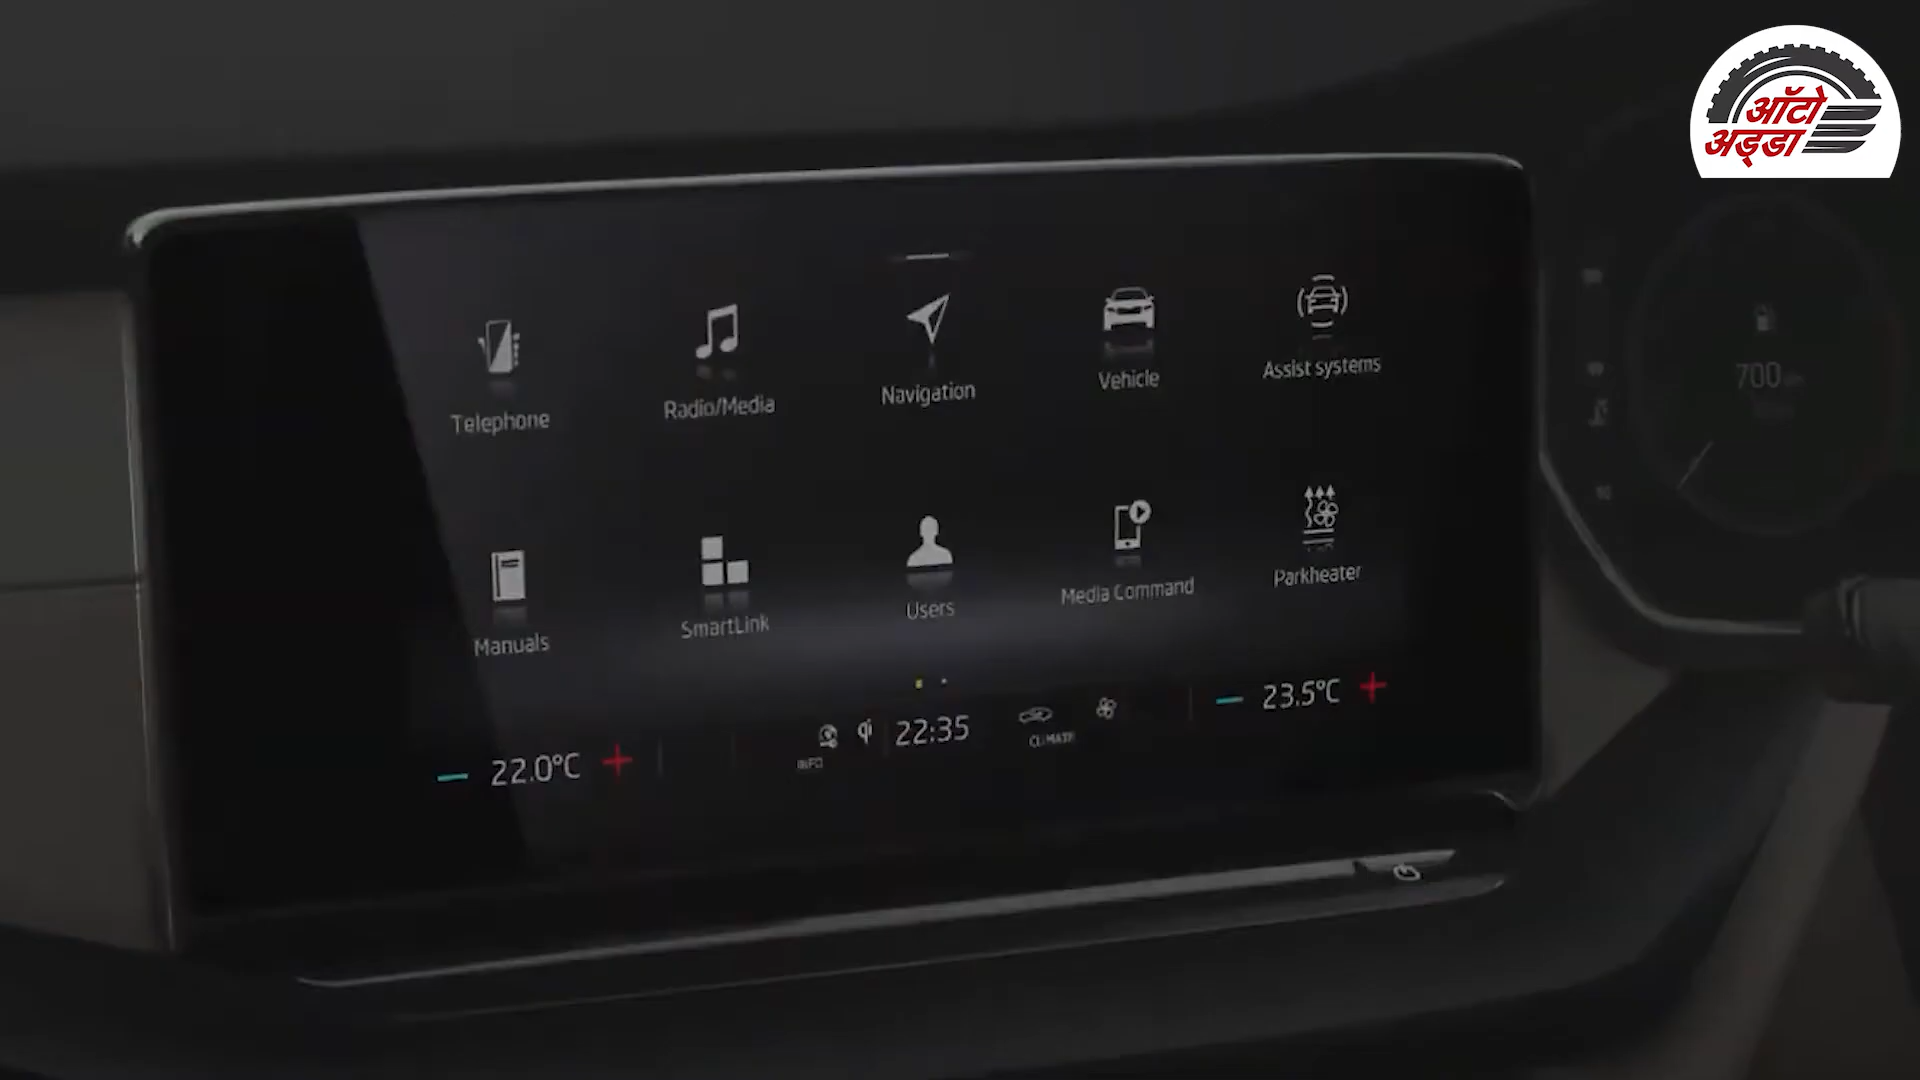 ऑटो
अड्डा
Telephone
Radio/Media
Navigation
Vehicle
Assist systems
700
Manuals
SmartLink
Users
Media Command
Parkheater
22.0°C
INFO
22:35
CLIMATE
23.5°C